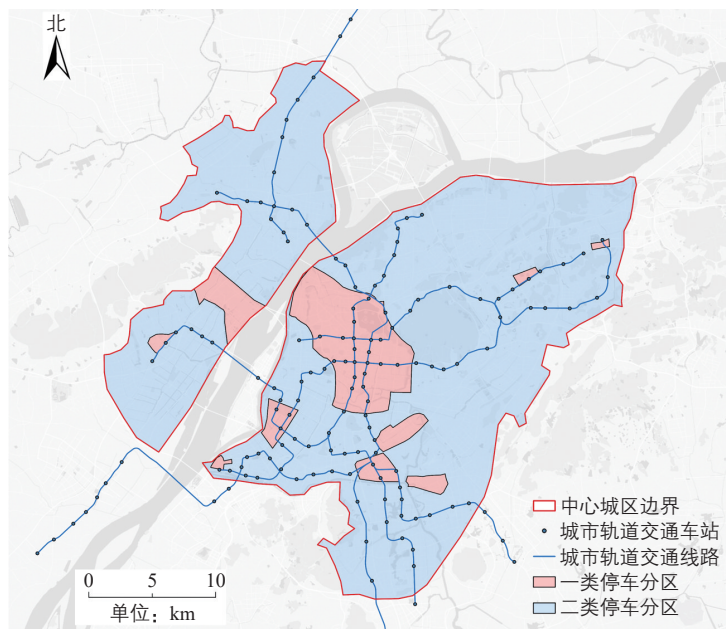 北
中心城区边界
城市轨道交通车站
城市轨道交通线路
一类停车分区
二类停车分区
0 5 10
单位：km